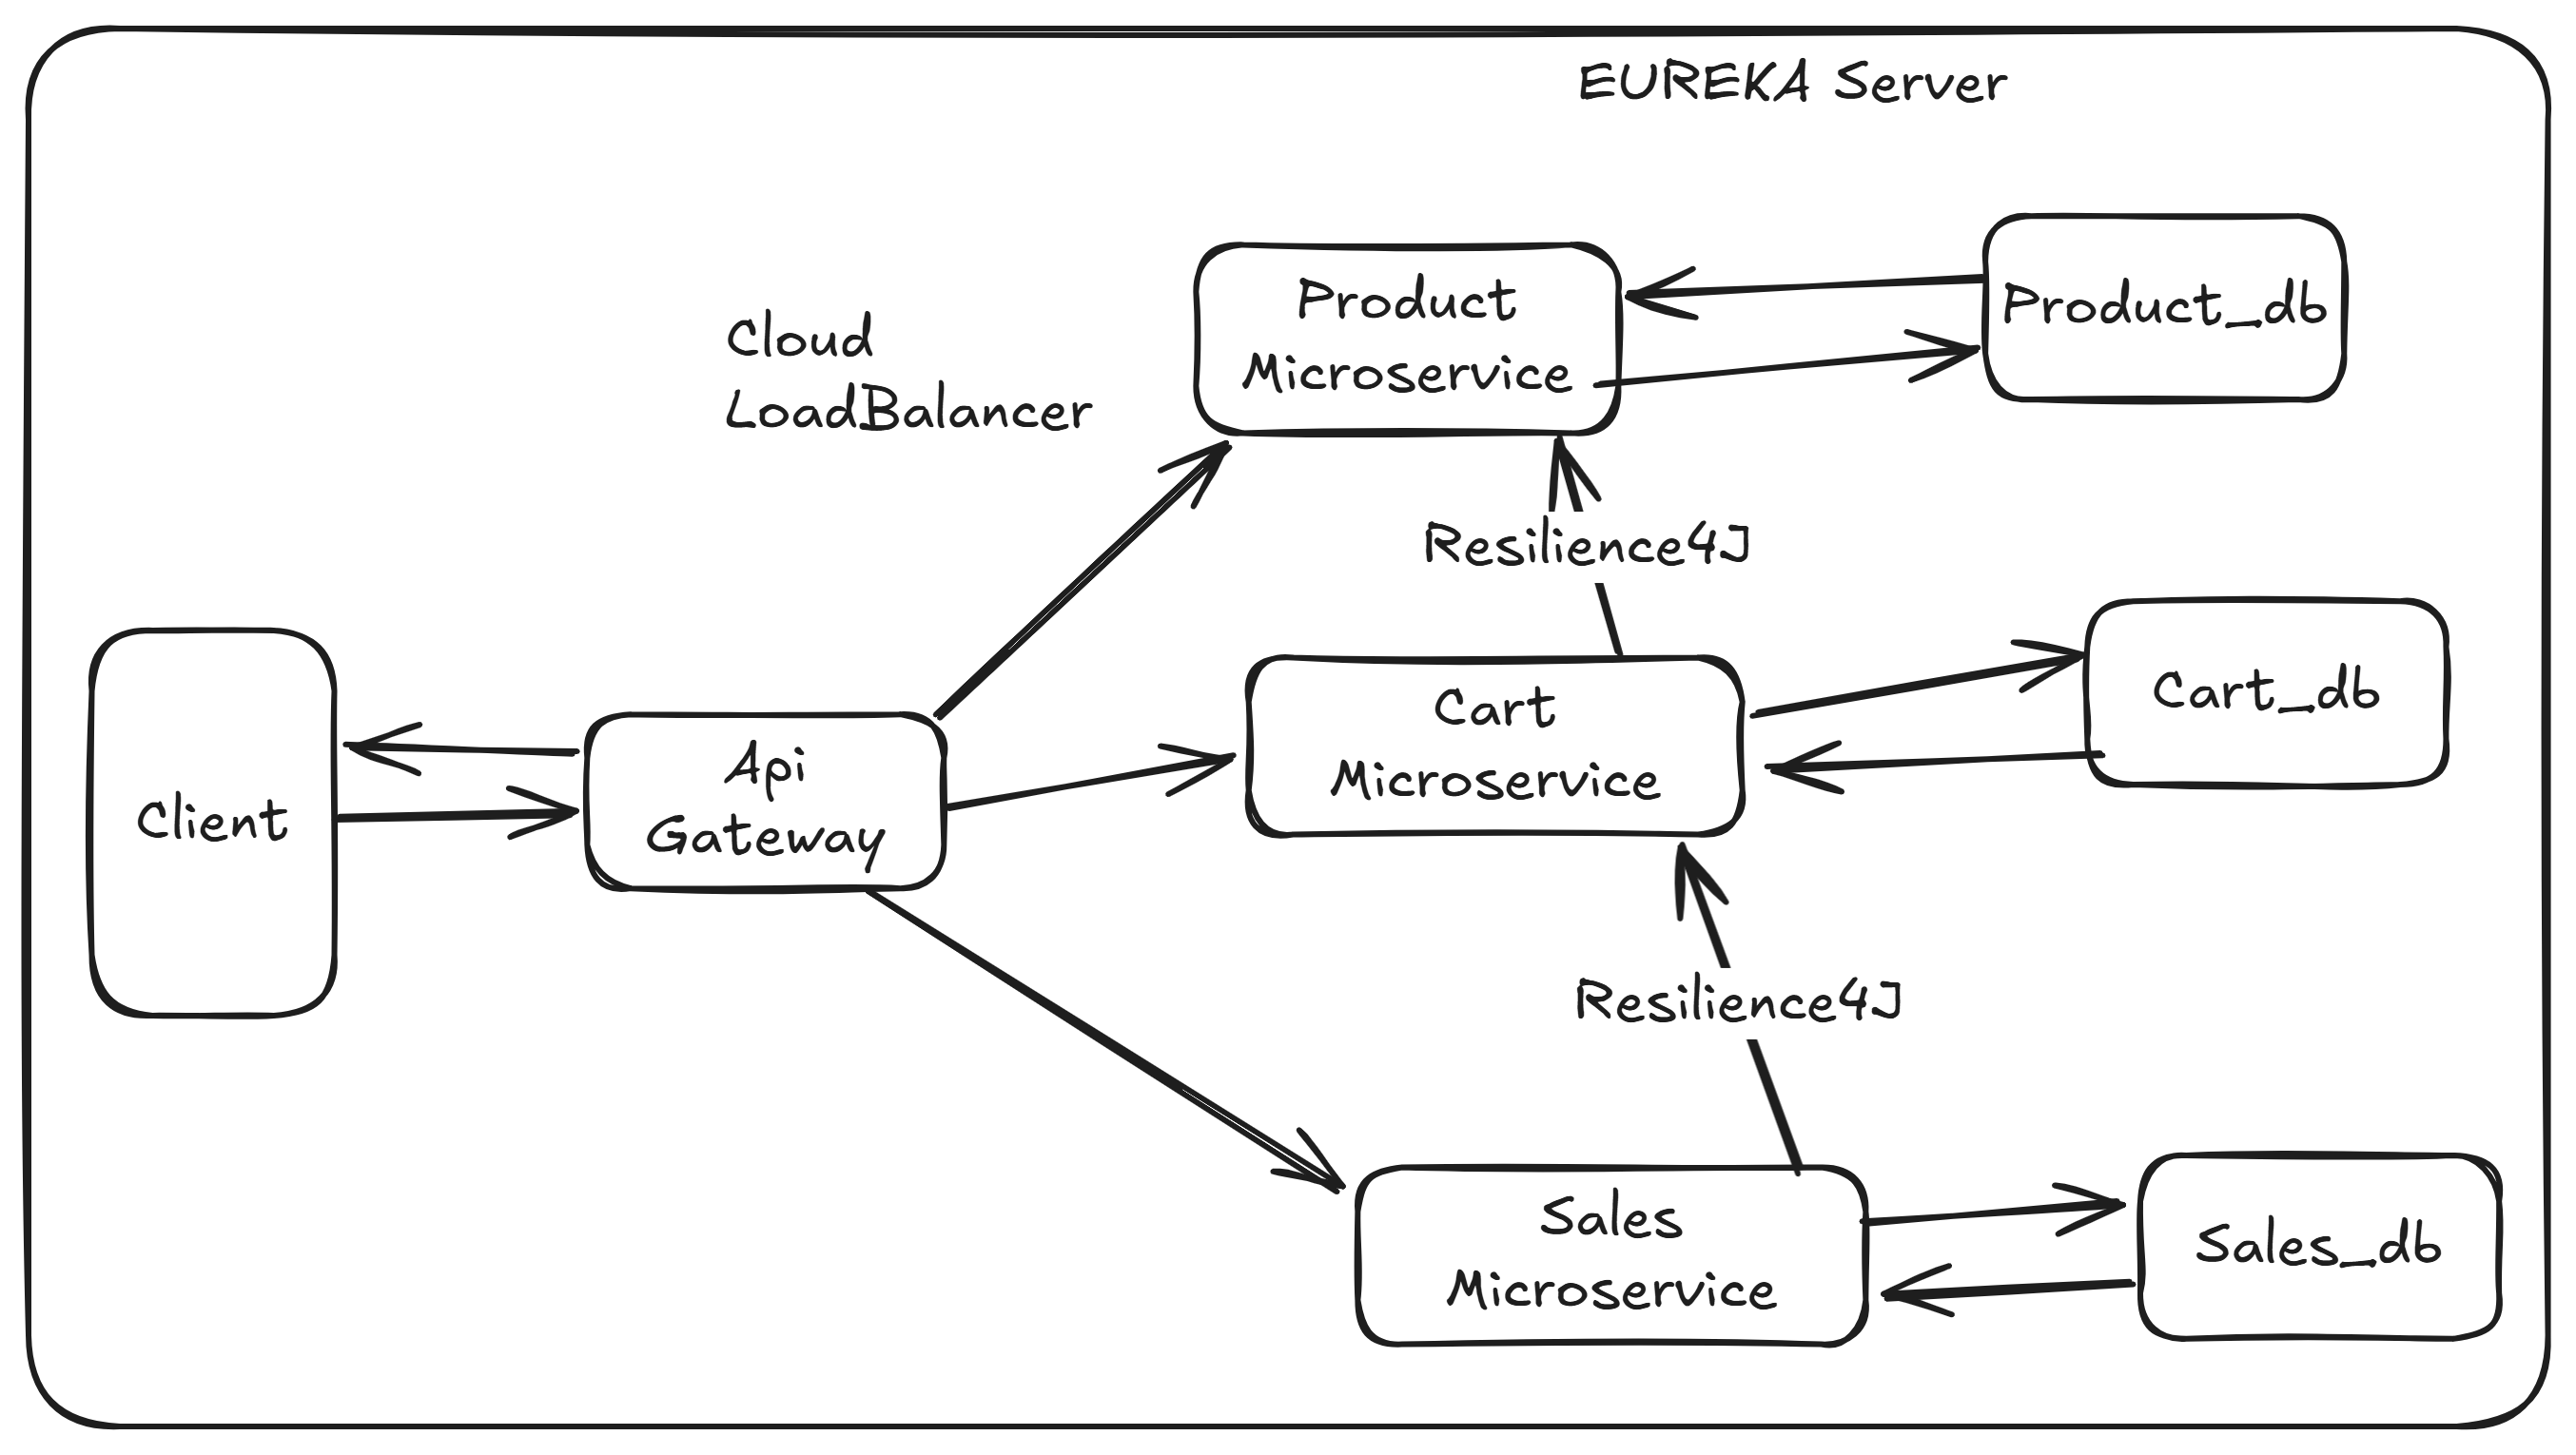 EUREKA Server
Cloud
LoadBalancer
Product
Microservice
Product_db
Resilience4J
Client
Api
Gateway
Cart
Microservice
Cart_db
Resilience4J
Sales
Microservice
Sales_db